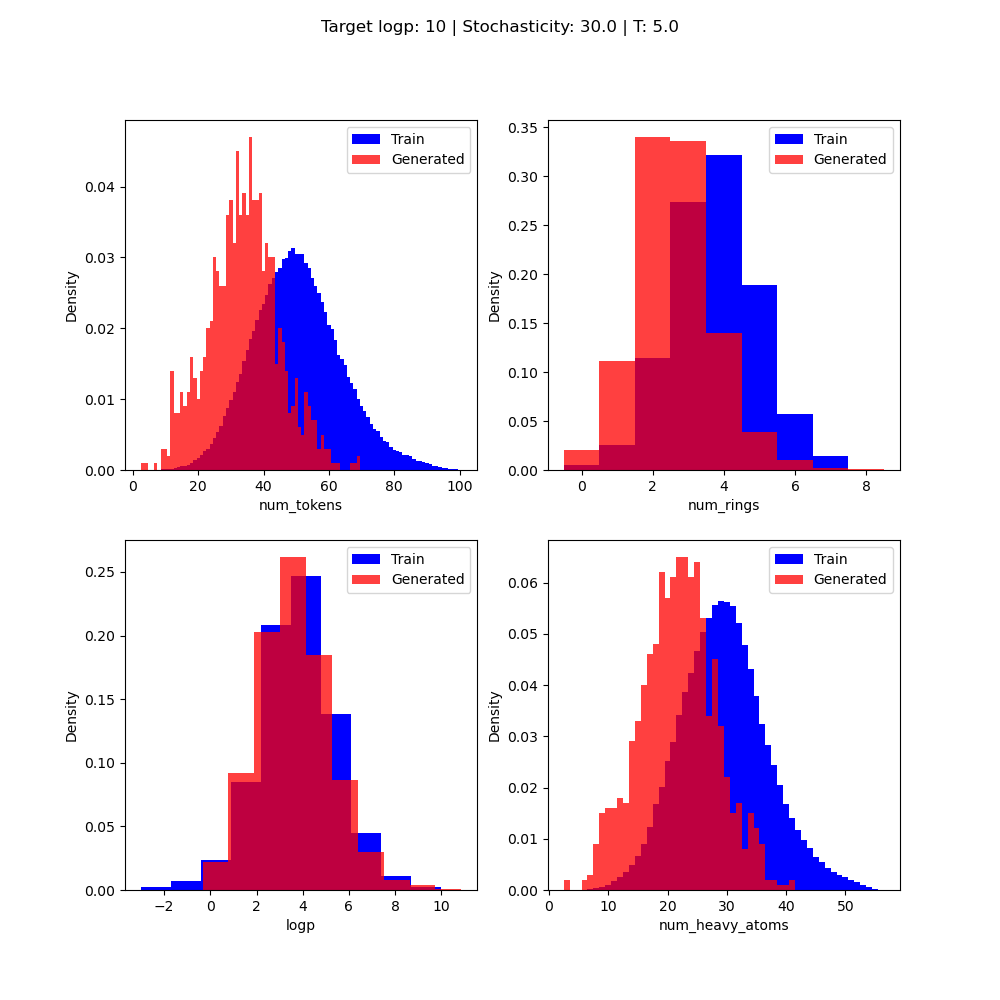 Target logp: 10 | Stochasticity: 30.0 | T: 5.0
Train
Generated
0.04
0.03
0.02
0.01
0.00
Density
0 20 40 60 80 100
num_tokens
Train
Generated
0.35
0.30
0.25
0.20
0.15
0.10
0.05
0.00
Density
0 2 4 6 8
num_rings
Train
Generated
0.25
0.20
0.15
0.10
0.05
0.00
Density
−2 0 2 4 6 8 10
logp
Train
Generated
0.06
0.05
0.04
0.03
0.02
0.01
0.00
Density
0 10 20 30 40 50
num_heavy_atoms